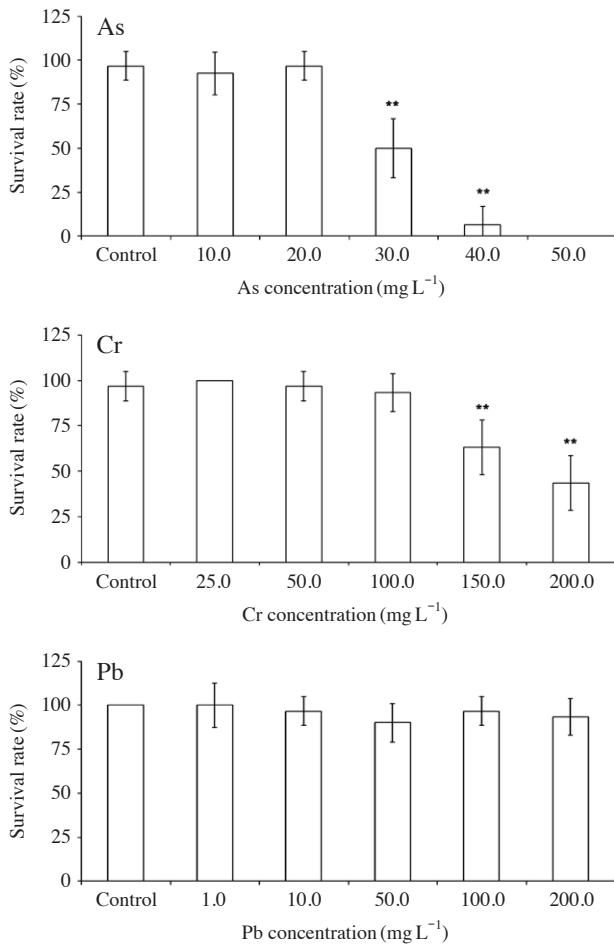 As
125
100
75
50
25
0
Survival rate (%)
**
**
Control 10.0 20.0 30.0 40.0 50.0
As concentration (mg L⁻¹)
Cr
125
100
75
50
25
0
Survival rate (%)
**
**
Control 25.0 50.0 100.0 150.0 200.0
Cr concentration (mg L⁻¹)
Pb
125
100
75
50
25
0
Survival rate (%)
Control 1.0 10.0 50.0 100.0 200.0
Pb concentration (mg L⁻¹)